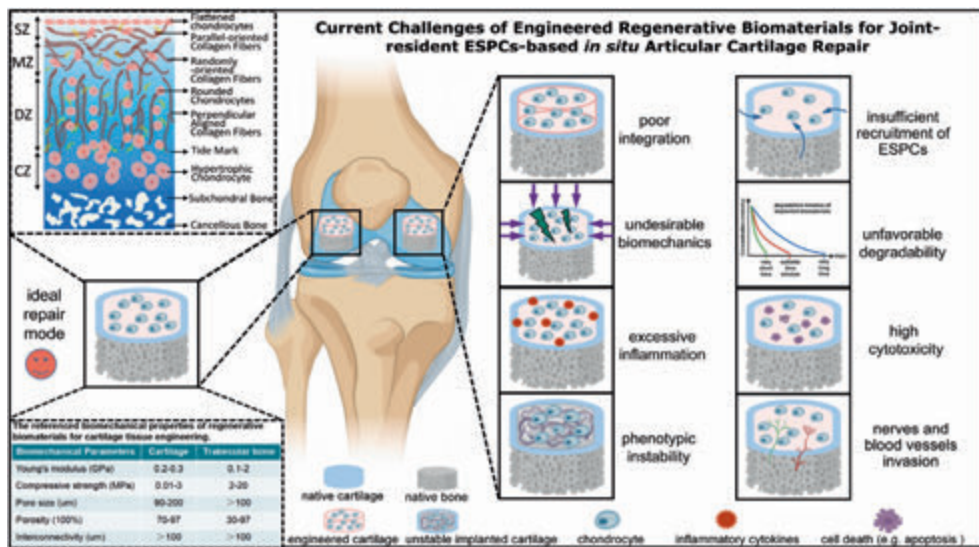 Current Challenges of Engineered Regenerative Biomaterials for Joint-
resident ESPCs-based in situ Articular Cartilage Repair
SZ
MZ
DZ
CZ
Flattened
chondrocytes
Parallel-oriented
Collagen Fibers
Randomly
-oriented
Collagen Fibers
Rounded
Chondrocytes
Perpendicular
Aligned
Collagen Fibers
Tide Mark
Hypertrophic
Chondrocyte
Subchondral Bone
Cancellous Bone
ideal
repair
mode
poor
integration
undesirable
biomechanics
excessive
inflammation
phenotypic
instability
insufficient
recruitment of
ESPCs
unfavorable
degradability
high
cytotoxicity
nerves and
blood vessels
invasion
The referenced biomechanical properties of regenerative
biomaterials for cartilage tissue engineering.
Biomechanical Parameters Cartilage Trabecular bone
Young's modulus (GPa) 0.2-0.3 0.1-2
Compressive strength (MPa) 0.01-3 2-20
Pore size (um) 90-200 >100
Porosity (100%) 70-97 30-97
Interconnectivity (um) >100 >100
native cartilage
native bone
engineered cartilage
unstable implanted cartilage
chondrocyte
inflammatory cytokines
cell death (e.g. apoptosis )